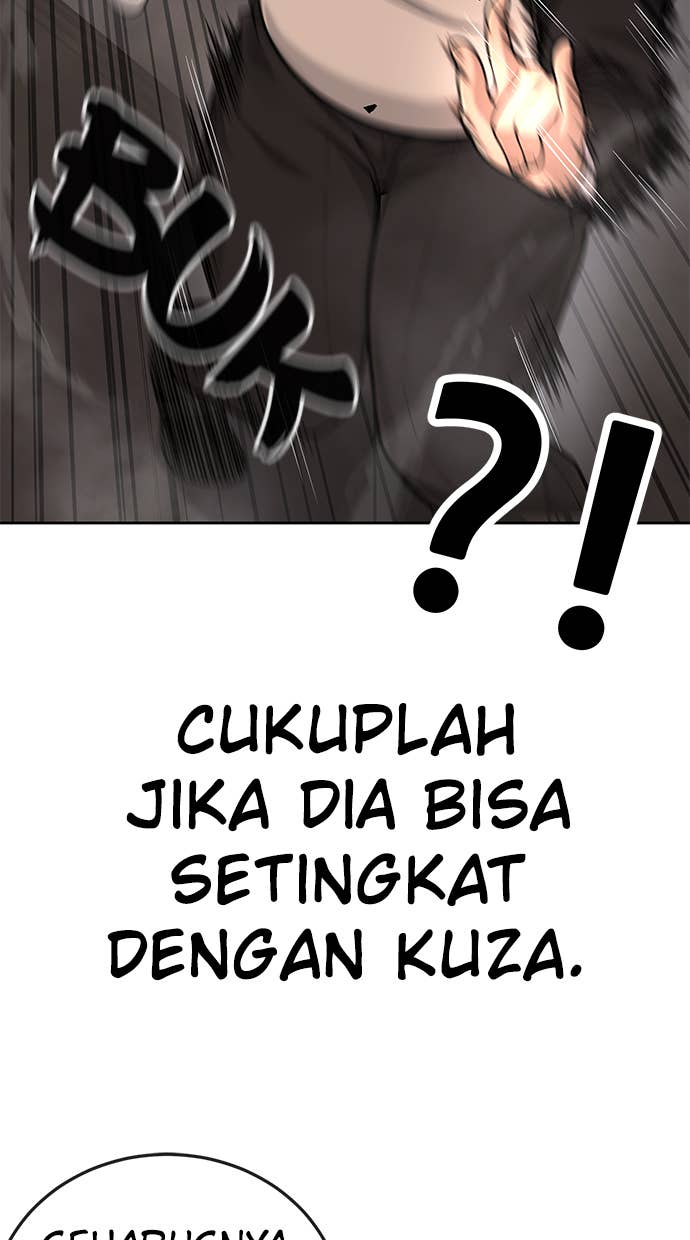 BUK
?!
CUKUPLAH
JIKA DIA BISA
SETINGKAT
DENGAN KUZA.